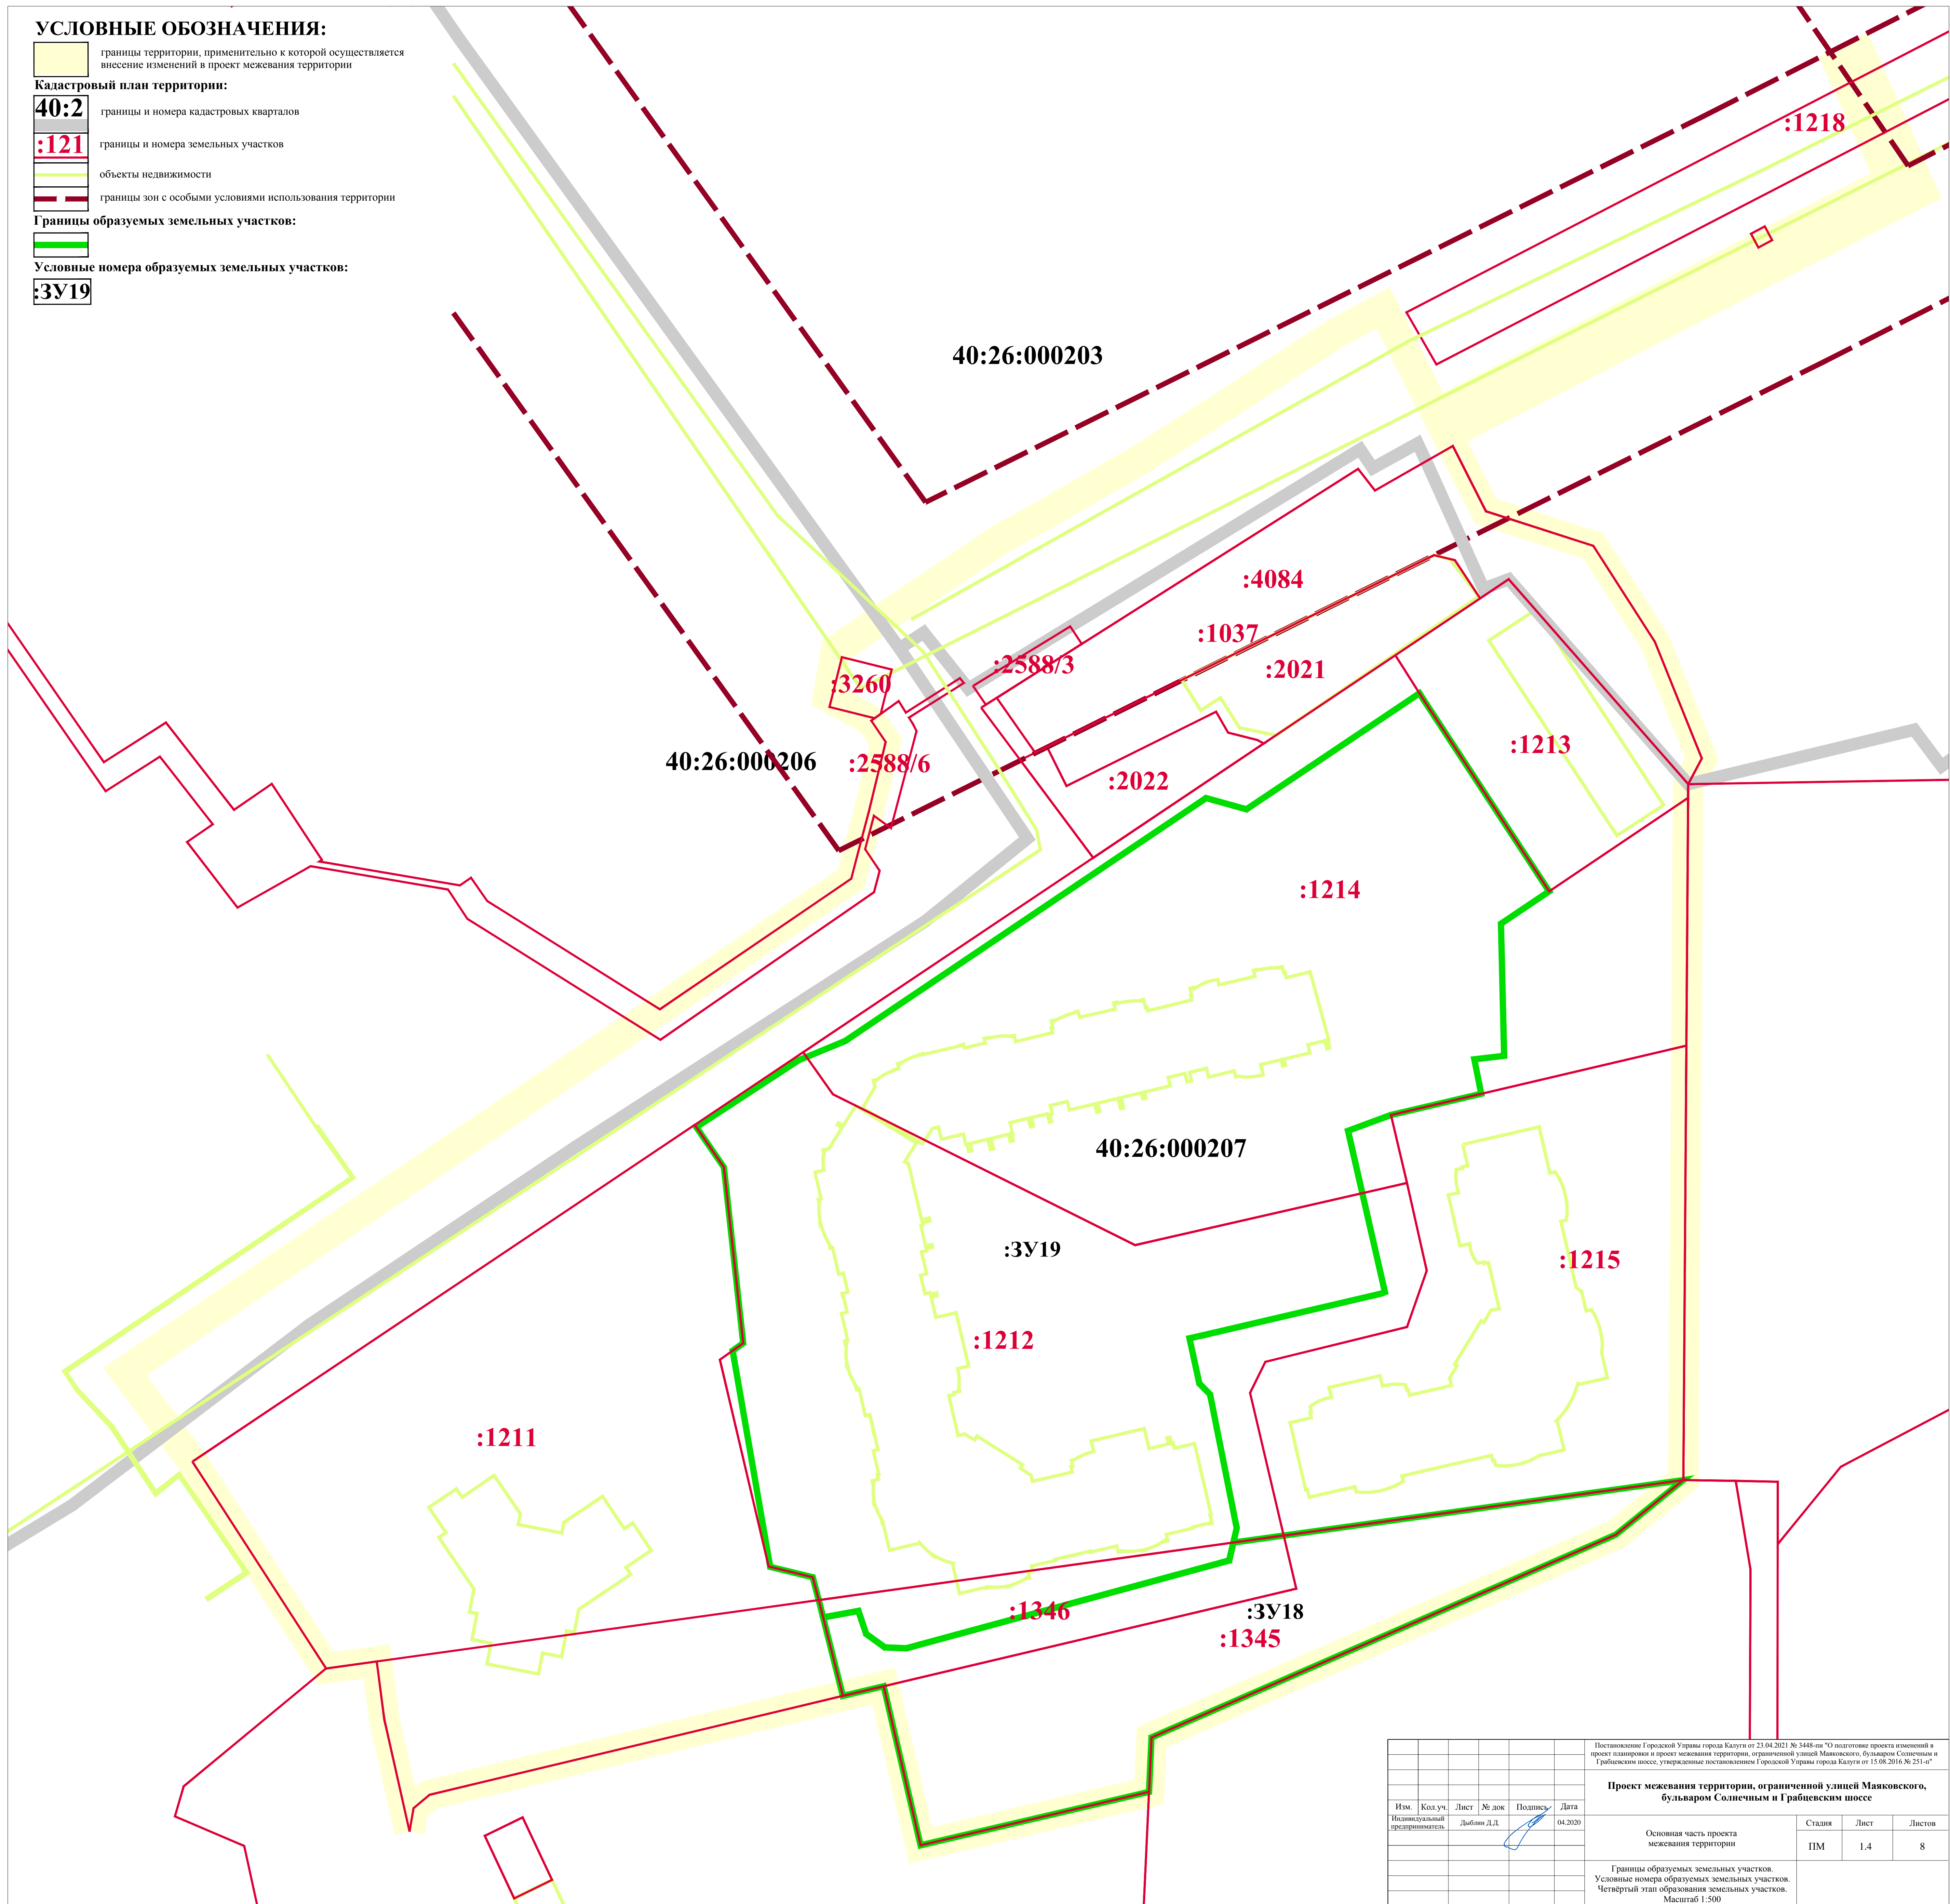 УСЛОВНЫЕ ОБОЗНАЧЕНИЯ:
границы территории, применительно к которой осуществляется
внесение изменений в проект межевания территории
Кадастровый план территории:
40:2
границы и номера кадастровых кварталов
:121
границы и номера земельных участков
объекты недвижимости
границы зон с особыми условиями использования территории
Границы образуемых земельных участков:
Условные номера образуемых земельных участков:
:ЗУ19
:1218
40:26:000203
:4084
:1037
:2588/3
:2021
:3260
:1213
40:26:000206
:2588/6
:2022
:1214
40:26:000207
:ЗУ19
:1215
:1212
:1211
:1346
:ЗУ18
:1345
Постановление Городской Управы города Калуги от 23.04.2021 № 3448-пи "О подготовке проекта изменений в
проект планировки и проект межевания территории, ограниченной улицей Маяковского, бульваром Солнечным и
Грабцевским шоссе, утвержденные постановлением Городской Управы города Калуги от 15.08.2016 № 251-п"
Проект межевания территории, ограниченной улицей Маяковского,
бульваром Солнечным и Грабцевским шоссе
Изм. Кол.уч. Лист № док Подпись Дата
Индивидуальный
предприниматель
Дыблин Д.Д. 04.2020
Основная часть проекта
межевания территории
Стадия Лист Листов
ПМ 1.4 8
Границы образуемых земельных участков.
Условные номера образуемых земельных участков.
Четвёртый этап образования земельных участков.
Масштаб 1:500